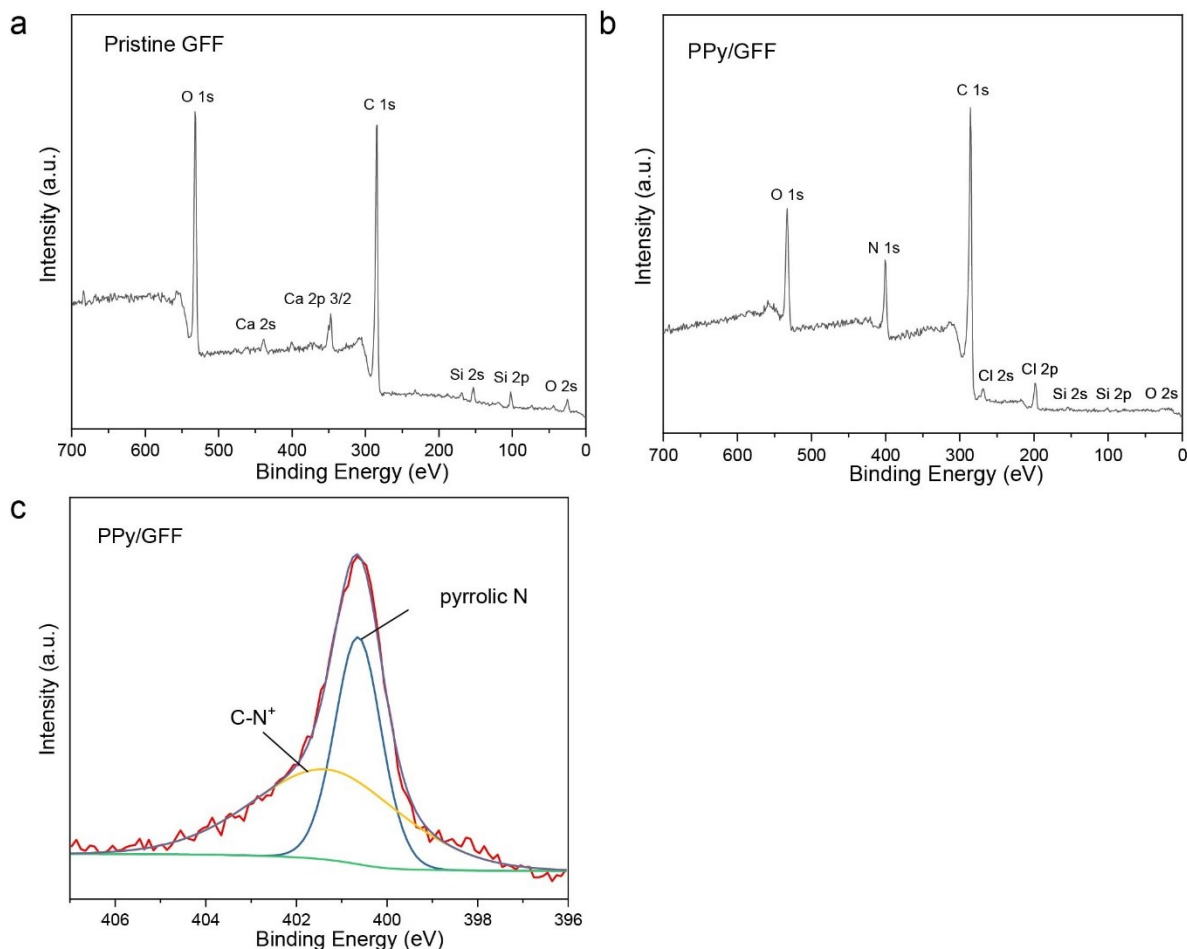 a
Pristine GFF
O 1s
C 1s
Ca 2s
Ca 2p 3/2
Si 2s
Si 2p
O 2s
Intensity (a.u.)
700 600 500 400 300 200 100 0
Binding Energy (eV)
b
PPy/GFF
C 1s
O 1s
N 1s
Cl 2s
Cl 2p
Si 2s
Si 2p
O 2s
Intensity (a.u.)
700 600 500 400 300 200 100 0
Binding Energy (eV)
c
PPy/GFF
pyrrolic N
C-N⁺
Intensity (a.u.)
406 404 402 400 398 396
Binding Energy (eV)